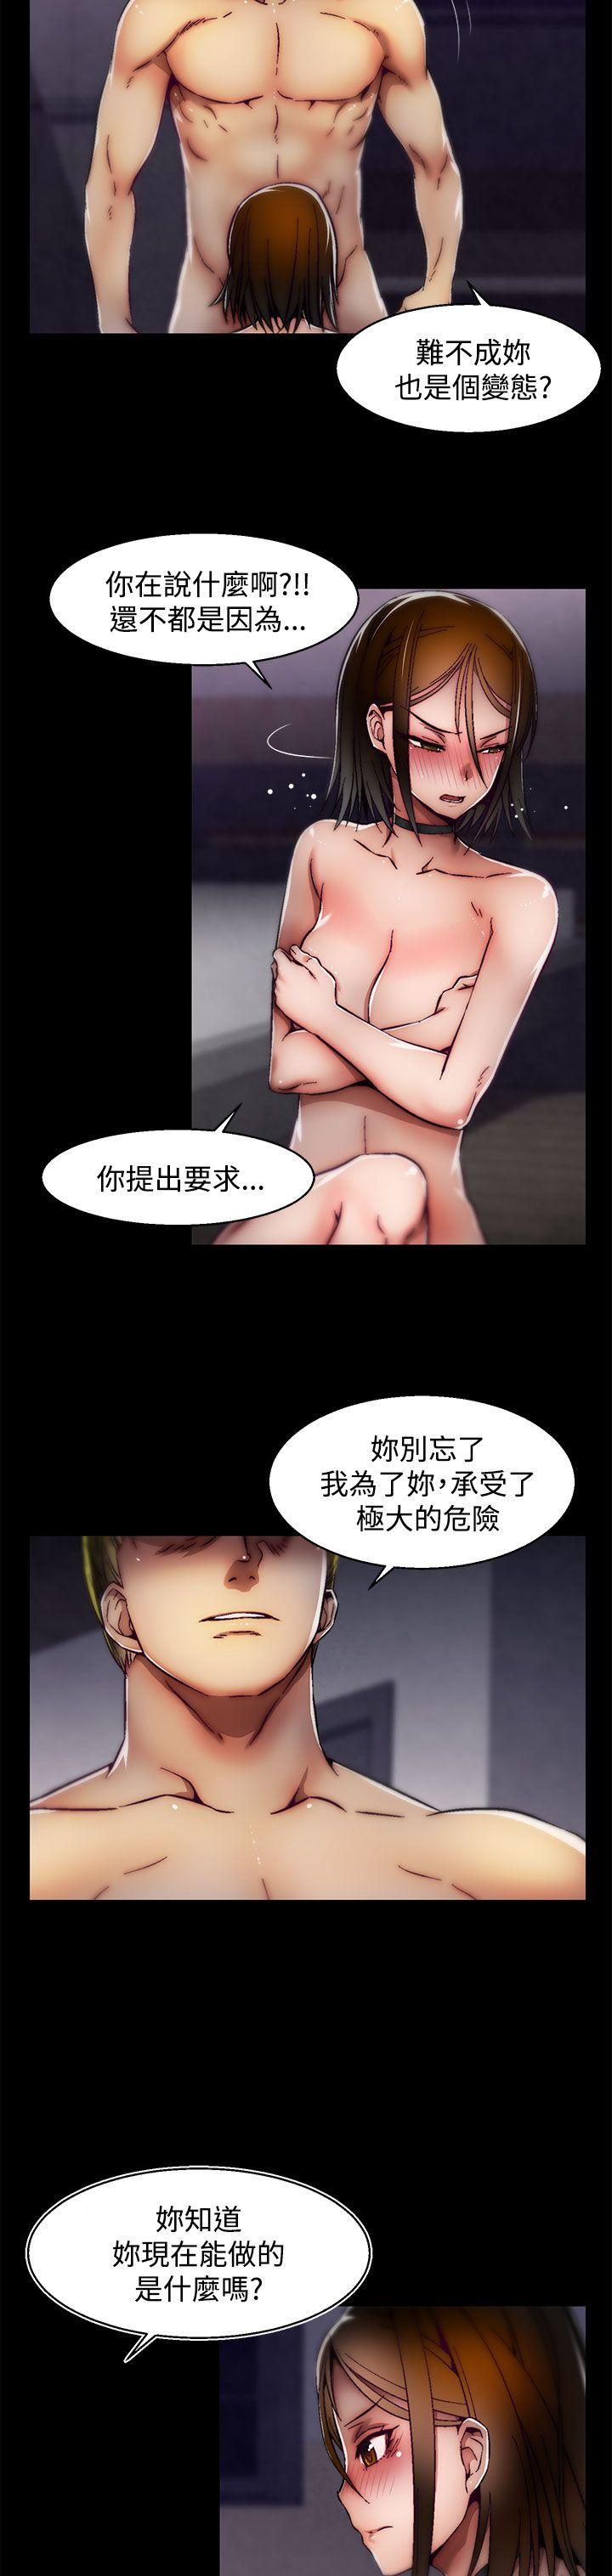 難不成妳
也是個變態?
你在說什麼啊?!!
還不都是因為...
你提出要求...
妳別忘了
我為了妳,承受了
極大的危險
妳知道
妳現在能做的
是什麼嗎?